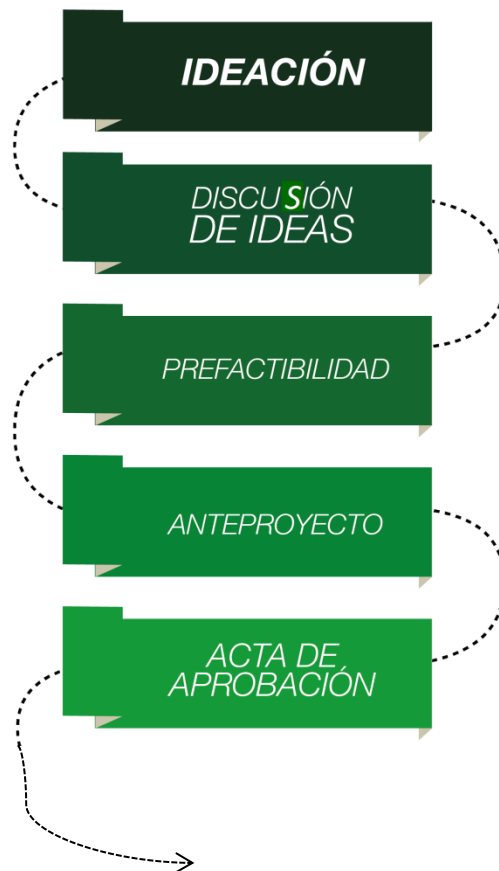 IDEACIÓN
DISCUSIÓN
DE IDEAS
PREFACTIBILIDAD
ANTEPROYECTO
ACTA DE
APROBACIÓN